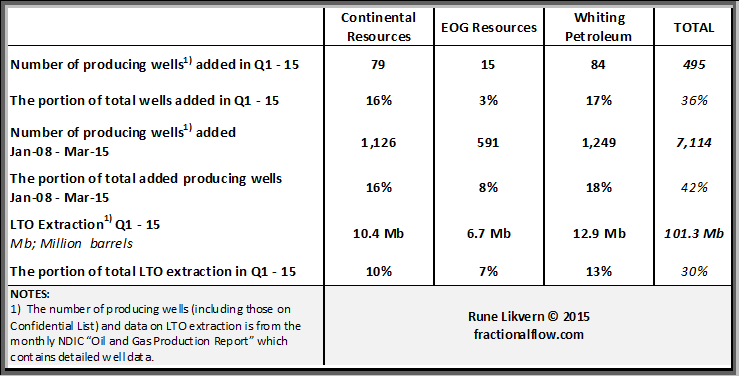 Continental Resources EOG Resources Whiting Petroleum TOTAL
Number of producing wells1) added in Q1 - 15 79 15 84 495
The portion of total wells added in Q1 - 15 16% 3% 17% 36%
Number of producing wells1) added
Jan-08 - Mar-15 1,126 591 1,249 7,114
The portion of total added producing wells
Jan-08 - Mar-15 16% 8% 18% 42%
LTO Extraction1) Q1 - 15
Mb; Million barrels 10.4 Mb 6.7 Mb 12.9 Mb 101.3 Mb
The portion of total LTO extraction in Q1 - 15 10% 7% 13% 30%
NOTES:
1) The number of producing wells (including those on
Confidential List) and data on LTO extraction is from the
monthly NDIC “Oil and Gas Production Report” which
contains detailed well data.
Rune Likvern © 2015
fractionalflow.com